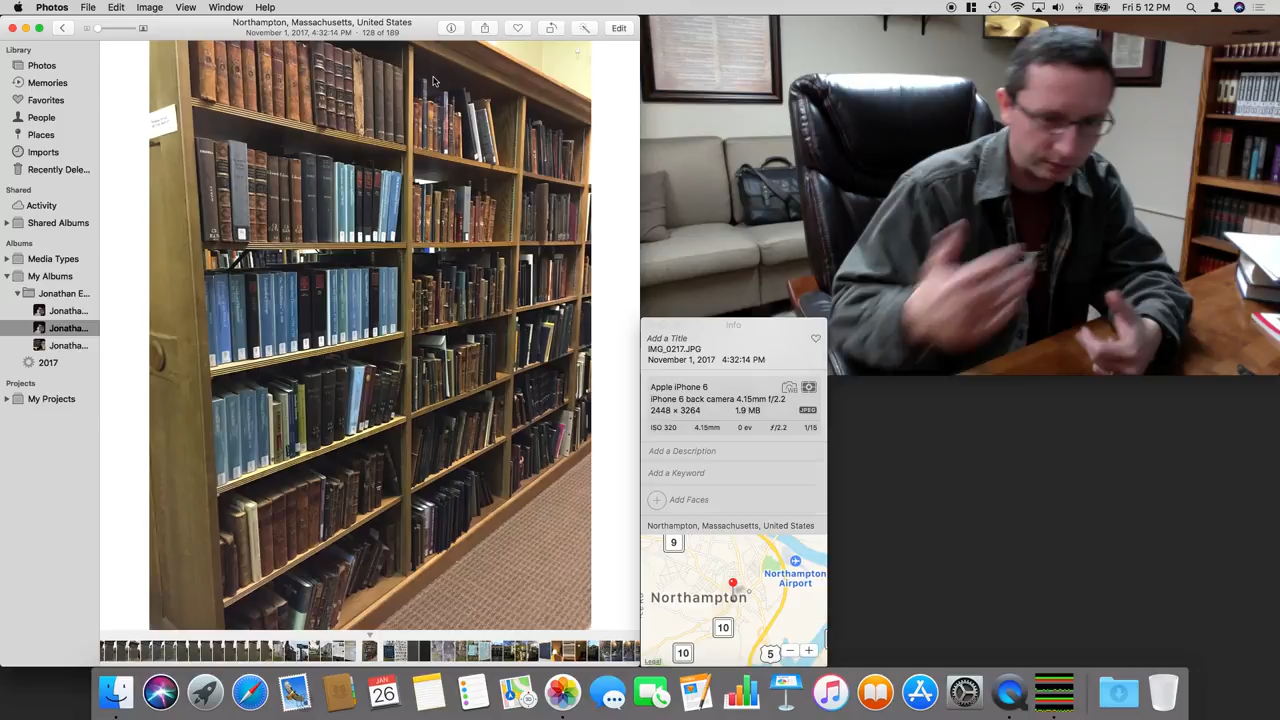 Photos File Edit Image View Window Help
Fri 5:12 PM
Northampton, Massachusetts, United States
November 1, 2017, 4:32:14 PM - 128 of 189
Edit
Library
Photos
Memories
Favorites
People
Places
Imports
Recently Dele...
Shared
Activity
Shared Albums
Albums
Media Types
My Albums
Jonathan E...
Jonatha...
Jonatha...
Jonatha...
2017
Projects
My Projects
Info
Add a Title
IMG_0217.JPG
November 1, 2017 4:32:14 PM
Apple iPhone 6
WB
iPhone 6 back camera 4.15mm f/2.2
2448 × 3264 1.9 MB JPEG
ISO 320 4.15mm 0 ev ƒ/2.2 1/15
Add a Description
Add a Keyword
Add Faces
Northampton, Massachusetts, United States
9
Northampton
Airport
Northampton
10
10
5
Legal
JAN
26